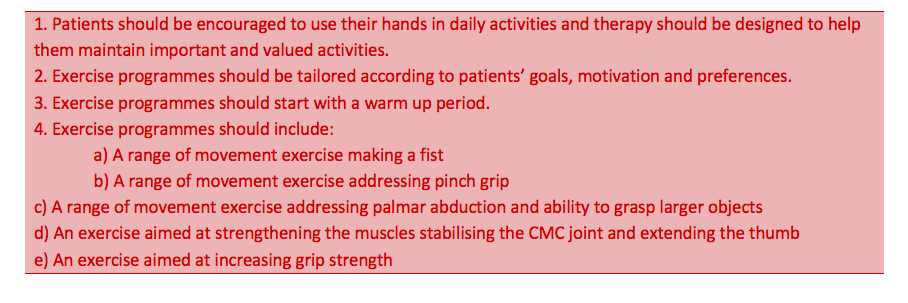 1. Patients should be encouraged to use their hands in daily activities and therapy should be designed to help
them maintain important and valued activities.
2. Exercise programmes should be tailored according to patients’ goals, motivation and preferences.
3. Exercise programmes should start with a warm up period.
4. Exercise programmes should include:
a) A range of movement exercise making a fist
b) A range of movement exercise addressing pinch grip
c) A range of movement exercise addressing palmar abduction and ability to grasp larger objects
d) An exercise aimed at strengthening the muscles stabilising the CMC joint and extending the thumb
e) An exercise aimed at increasing grip strength